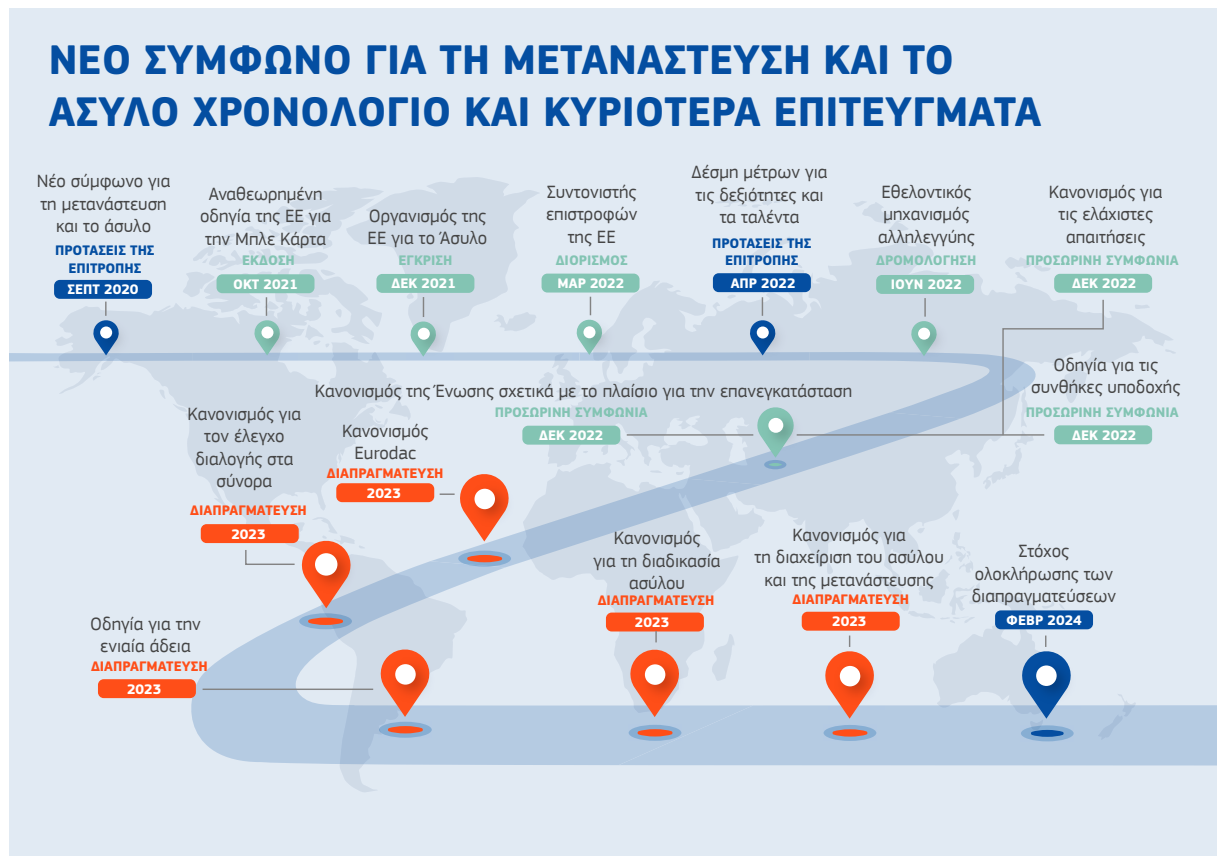 ΝΕΟ ΣΥΜΦΩΝΟ ΓΙΑ ΤΗ ΜΕΤΑΝΑΣΤΕΥΣΗ ΚΑΙ ΤΟ
ΑΣΥΛΟ ΧΡΟΝΟΛΟΓΙΟ ΚΑΙ ΚΥΡΙΟΤΕΡΑ ΕΠΙΤΕΥΓΜΑΤΑ
Νέο σύμφωνο για
τη μετανάστευση
και το άσυλο
ΠΡΟΤΑΣΕΙΣ ΤΗΣ
ΕΠΙΤΡΟΠΗΣ
ΣΕΠΤ 2020
Αναθεωρημένη
οδηγία της ΕΕ για
την Μπλε Κάρτα
ΕΚΔΟΣΗ
ΟΚΤ 2021
Οργανισμός της
ΕΕ για το Άσυλο
ΕΓΚΡΙΣΗ
ΔΕΚ 2021
Συντονιστής
επιστροφών
της ΕΕ
ΔΙΟΡΙΣΜΟΣ
ΜΑΡ 2022
Δέσμη μέτρων για
τις δεξιότητες και
τα ταλέντα
ΠΡΟΤΑΣΕΙΣ ΤΗΣ
ΕΠΙΤΡΟΠΗΣ
ΑΠΡ 2022
Εθελοντικός
μηχανισμός
αλληλεγγύης
ΔΡΟΜΟΛΟΓΗΣΗ
ΙΟΥΝ 2022
Κανονισμός για
τις ελάχιστες
απαιτήσεις
ΠΡΟΣΩΡΙΝΗ ΣΥΜΦΩΝΙΑ
ΔΕΚ 2022
Οδηγία για τις
συνθήκες υποδοχής
ΠΡΟΣΩΡΙΝΗ ΣΥΜΦΩΝΙΑ
ΔΕΚ 2022
Κανονισμός της Ένωσης σχετικά με το πλαίσιο για την επανεγκατάσταση
ΠΡΟΣΩΡΙΝΗ ΣΥΜΦΩΝΙΑ
ΔΕΚ 2022
Κανονισμός
Eurodac
ΔΙΑΠΡΑΓΜΑΤΕΥΣΗ
2023
Κανονισμός για
τον έλεγχο
διαλογής στα
σύνορα
ΔΙΑΠΡΑΓΜΑΤΕΥΣΗ
2023
Οδηγία για την
ενιαία άδεια
ΔΙΑΠΡΑΓΜΑΤΕΥΣΗ
2023
Κανονισμός
για τη διαδικασία
ασύλου
ΔΙΑΠΡΑΓΜΑΤΕΥΣΗ
2023
Κανονισμός για
τη διαχείριση του ασύλου
και της μετανάστευσης
ΔΙΑΠΡΑΓΜΑΤΕΥΣΗ
2023
Στόχος
ολοκλήρωσης των
διαπραγματεύσεων
ΦΕΒΡ 2024